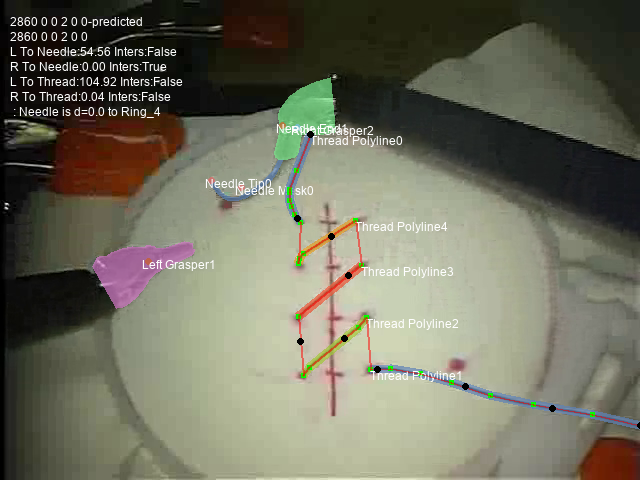 2860 0 0 2 0 0-predicted
2860 0 0 2 0 0
L To Needle:54.56 Inters:False
R To Needle:0.00 Inters:True
L To Thread:104.92 Inters:False
R To Thread:0.04 Inters:False
: Needle is d=0.0 to Ring_4
Grasper2
Thread Polyline0
Needle Tip0
Needle
Thread Polyline4
Left Grasper1
Thread Polyline3
Thread Polyline2
Thread Polyline1